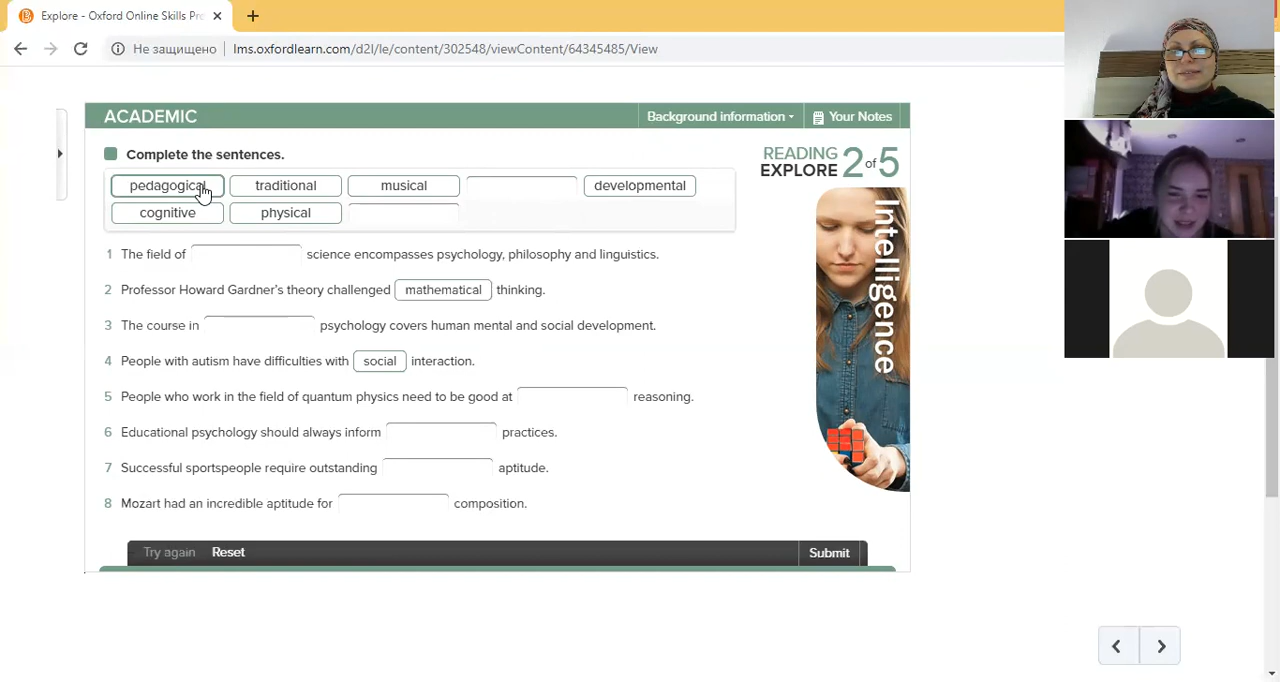 Explore - Oxford Online Skills Pro
Не защищено lms.oxfordlearn.com/d2l/le/content/302548/viewContent/64345485/View
ACADEMIC Background information Your Notes
Complete the sentences.
READING
EXPLORE 2 of 5
pedagogical traditional musical developmental
cognitive physical
Intelligence
1 The field of science encompasses psychology, philosophy and linguistics.
2 Professor Howard Gardner's theory challenged mathematical thinking.
3 The course in psychology covers human mental and social development.
4 People with autism have difficulties with social interaction.
5 People who work in the field of quantum physics need to be good at reasoning.
6 Educational psychology should always inform practices.
7 Successful sportspeople require outstanding aptitude.
8 Mozart had an incredible aptitude for composition.
Try again Reset Submit